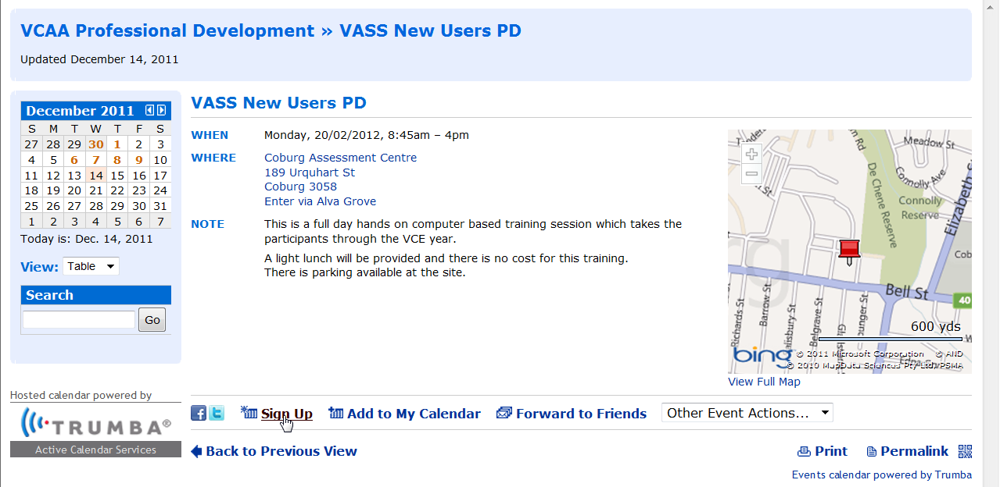 VCAA Professional Development » VASS New Users PD
Updated December 14, 2011
December 2011
S M T W T F S
27 28 29 30 1 2 3
4 5 6 7 8 9 10
11 12 13 14 15 16 17
18 19 20 21 22 23 24
25 26 27 28 29 30 31
1 2 3 4 5 6 7
Today is: Dec. 14, 2011
View: Table
Search
Go
Hosted calendar powered by
TRUMBA®
Active Calendar Services
VASS New Users PD
WHEN Monday, 20/02/2012, 8:45am – 4pm
WHERE Coburg Assessment Centre
189 Urquhart St
Coburg 3058
Enter via Alva Grove
NOTE This is a full day hands on computer based training session which takes the
participants through the VCE year.
A light lunch will be provided and there is no cost for this training.
There is parking available at the site.
Meadow St
Connolly Ave
De Chene Reserve
Connolly
Reserve
Elizabeth S
Cob
Bell St
40
Richards St
Barrow St
alisbury St
Belgrave St
ounger St
600 yds
bing
© 2011 Microsoft Corporation © AND
© 2010 MapData Sciences Pty Ltd, PSMA
View Full Map
Sign Up Add to My Calendar Forward to Friends Other Event Actions...
Back to Previous View Print Permalink
Events calendar powered by Trumba